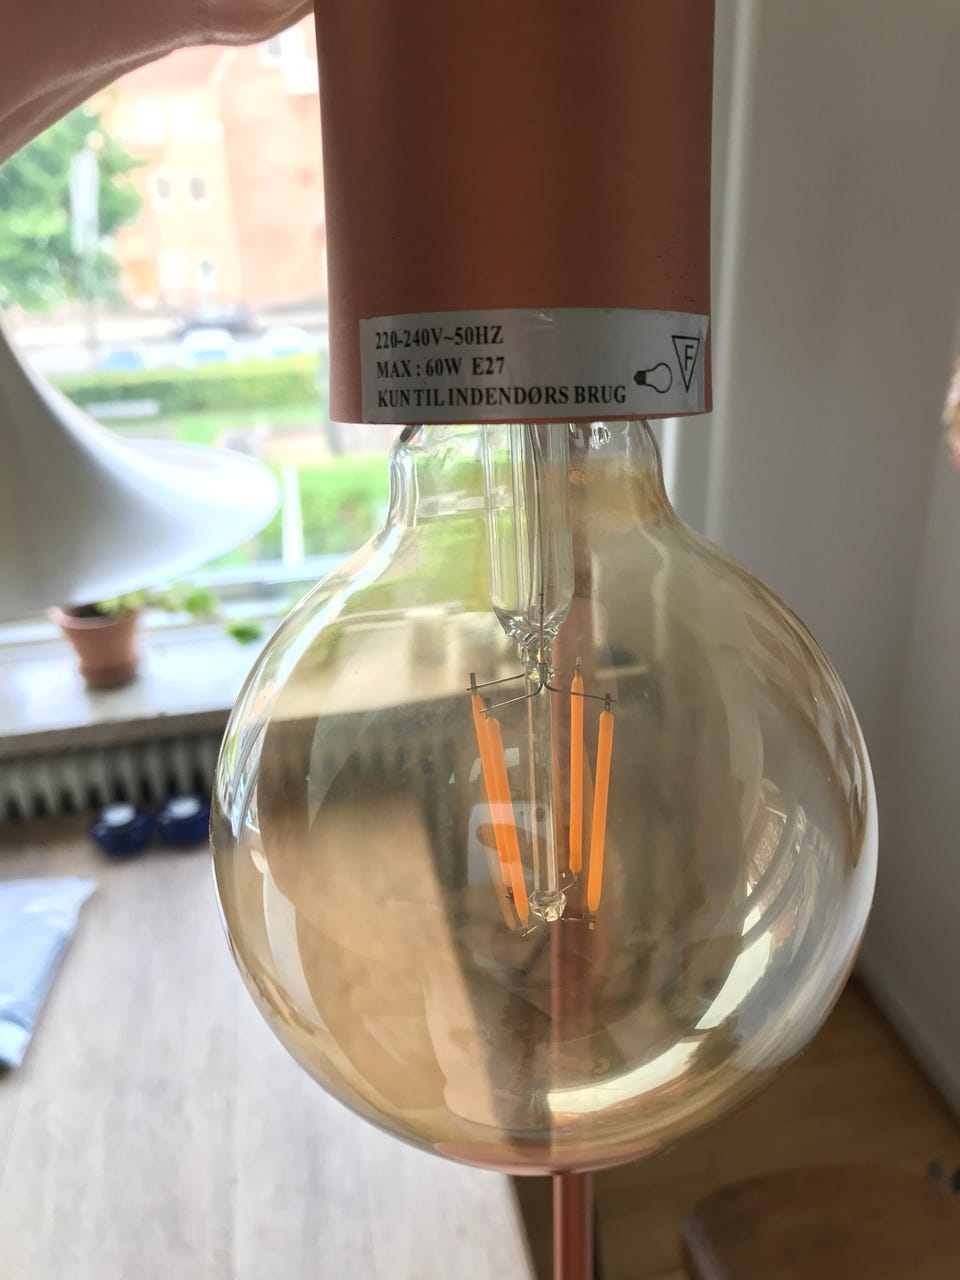 220-240V~50HZ
MAX : 60W E27
KUN TIL INDENDØRS BRUG
F